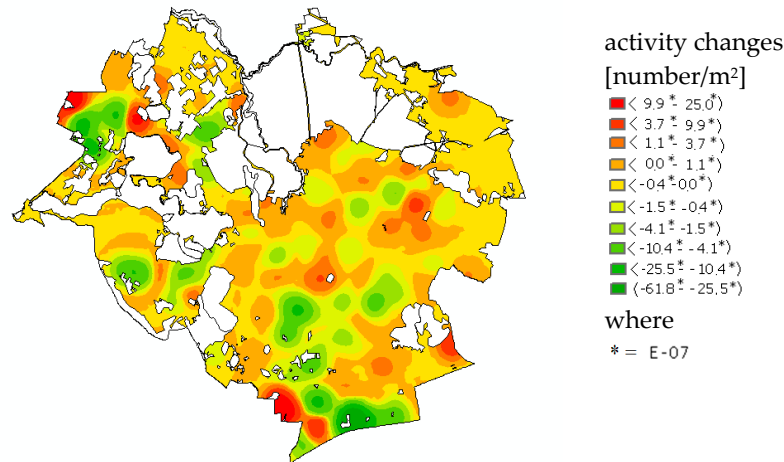 activity changes
[number/m²]
< 9.9* - 25.0*)
< 3.7* - 9.9*)
< 1.1* - 3.7*)
< 0.0* - 1.1*)
<-0.4*- 0.0*)
<-1.5* - -0.4*)
<-4.1* - -1.5*)
<-10.4* - -4.1*)
<-25.5* - -10.4*)
<-61.8* - -25.5*)
where
* = E-07